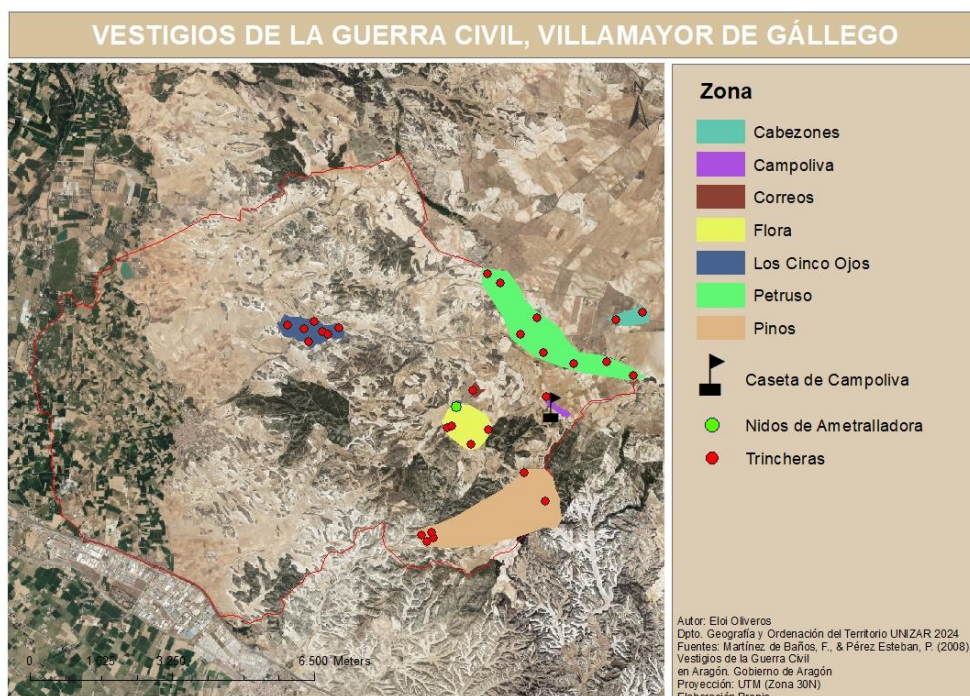 VESTIGIOS DE LA GUERRA CIVIL, VILLAMAYOR DE GÁLLEGO
Zona
Cabezones
Campoliva
Correos
Flora
Los Cinco Ojos
Petruso
Pinos
Caseta de Campoliva
Nidos de Ametralladora
Trincheras
0 1.625 3.250 6.500 Meters
Autor: Eloi Oliveros
Dpto. Geografía y Ordenación del Territorio UNIZAR 2024
Fuentes: Martínez de Baños, F., & Pérez Esteban, P. (2008)
Vestigios de la Guerra Civil
en Aragón. Gobierno de Aragón
Proyección: UTM (Zona 30N)
Elaboración Propia